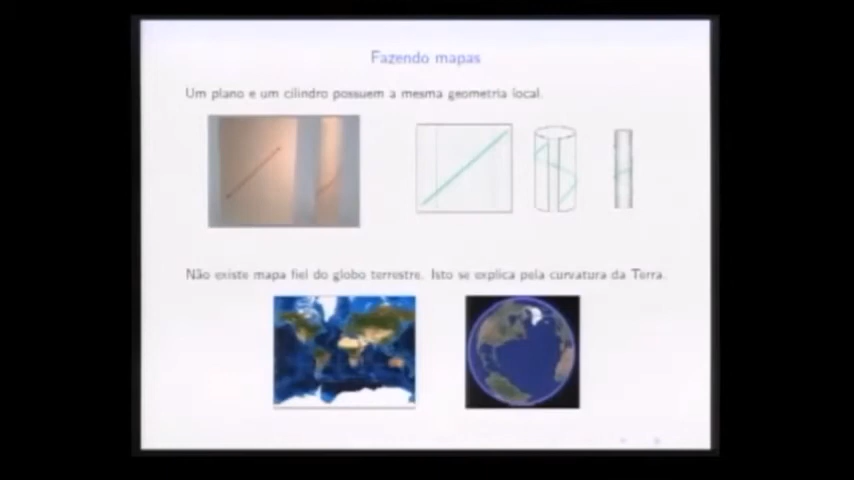 Fazendo mapas
Um plano e um cilindro possuem a mesma geometria local.
Não existe mapa fiel do globo terrestre. Isto se explica pela curvatura da Terra.